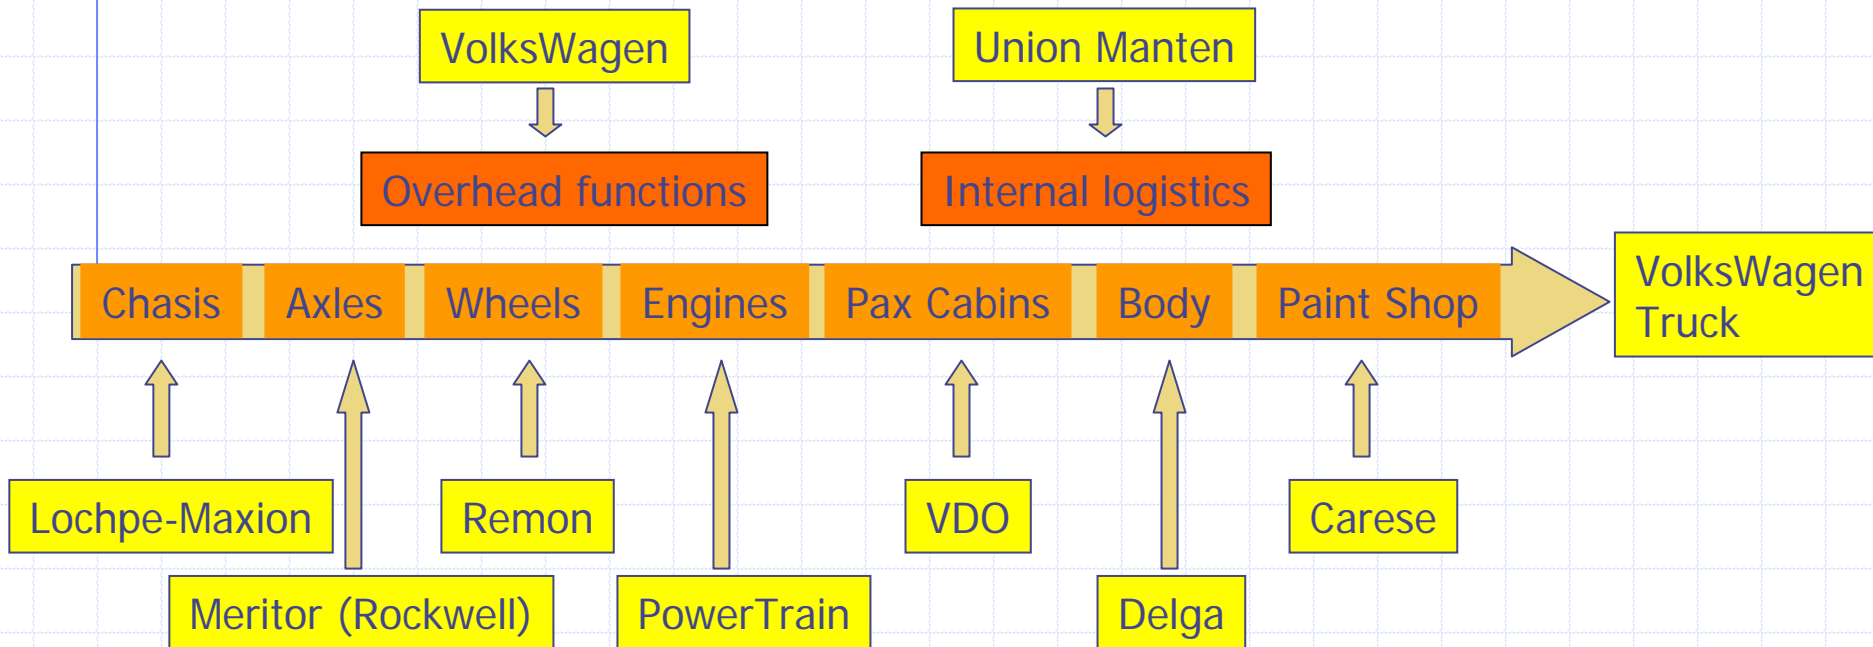 VolksWagen
Union Manten
Overhead functions
Internal logistics
Chasis
Axles
Wheels
Engines
Pax Cabins
Body
Paint Shop
VolksWagen
Truck
Lochpe-Maxion
Remon
VDO
Carese
Meritor (Rockwell)
PowerTrain
Delga